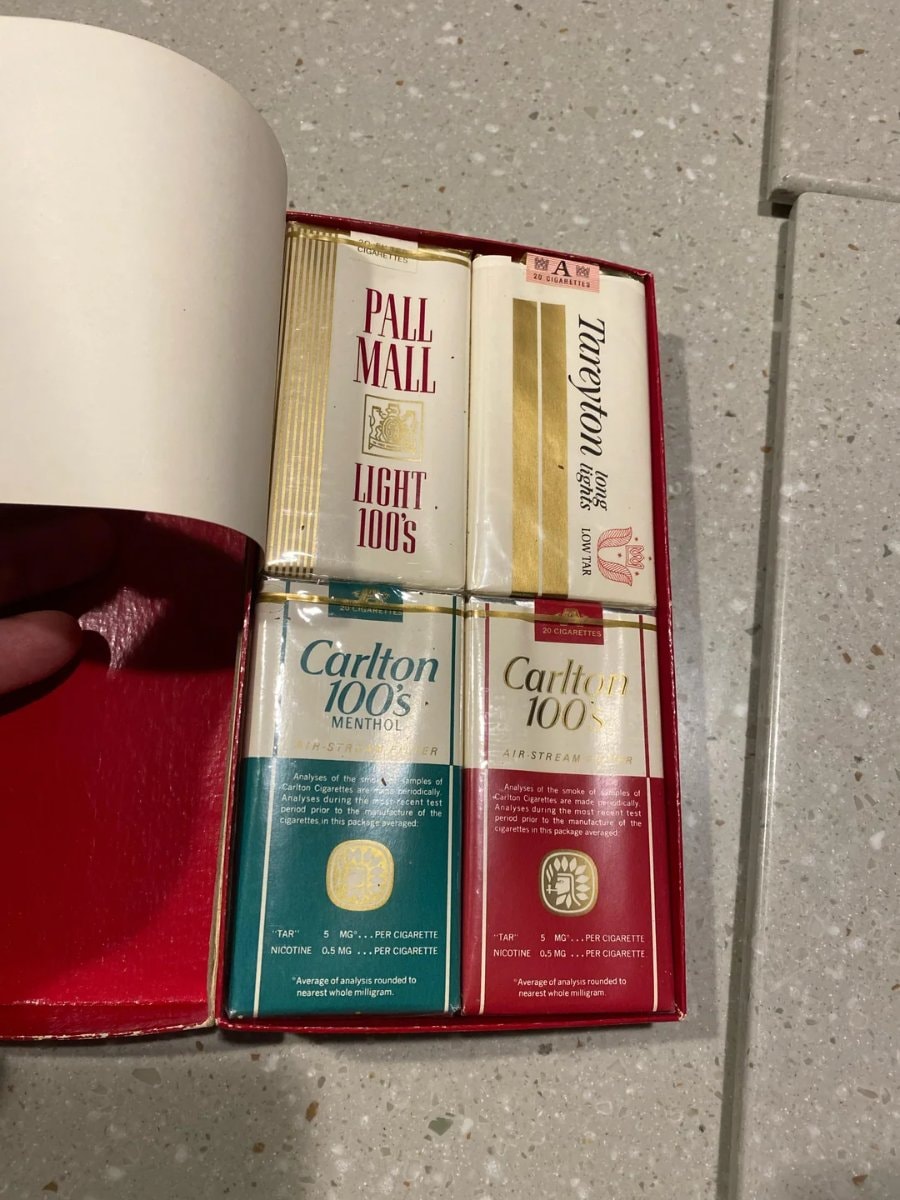 CIGARETTES
PALL
MALL
LIGHT
100's
A
20 CIGARETTES
Tareyton
long
lights
LOW TAR
20 CIGARETTES
Carlton
100's
MENTHOL
AIR-STREAM FILTER
Analyses of the smoke of samples of
Carlton Cigarettes are made periodically.
Analyses during the most recent test
period prior to the manufacture of the
cigarettes in this package averaged:
"TAR" 5 MG*...PER CIGARETTE
NICOTINE 0.5 MG ...PER CIGARETTE
*Average of analysis rounded to
nearest whole milligram.
20 CIGARETTES
Carlton
100's
AIR-STREAM FILTER
Analyses of the smoke of samples of
Carlton Cigarettes are made periodically.
Analyses during the most recent test
period prior to the manufacture of the
cigarettes in this package averaged:
"TAR" 5 MG*...PER CIGARETTE
NICOTINE 0.5 MG ...PER CIGARETTE
*Average of analysis rounded to
nearest whole milligram.